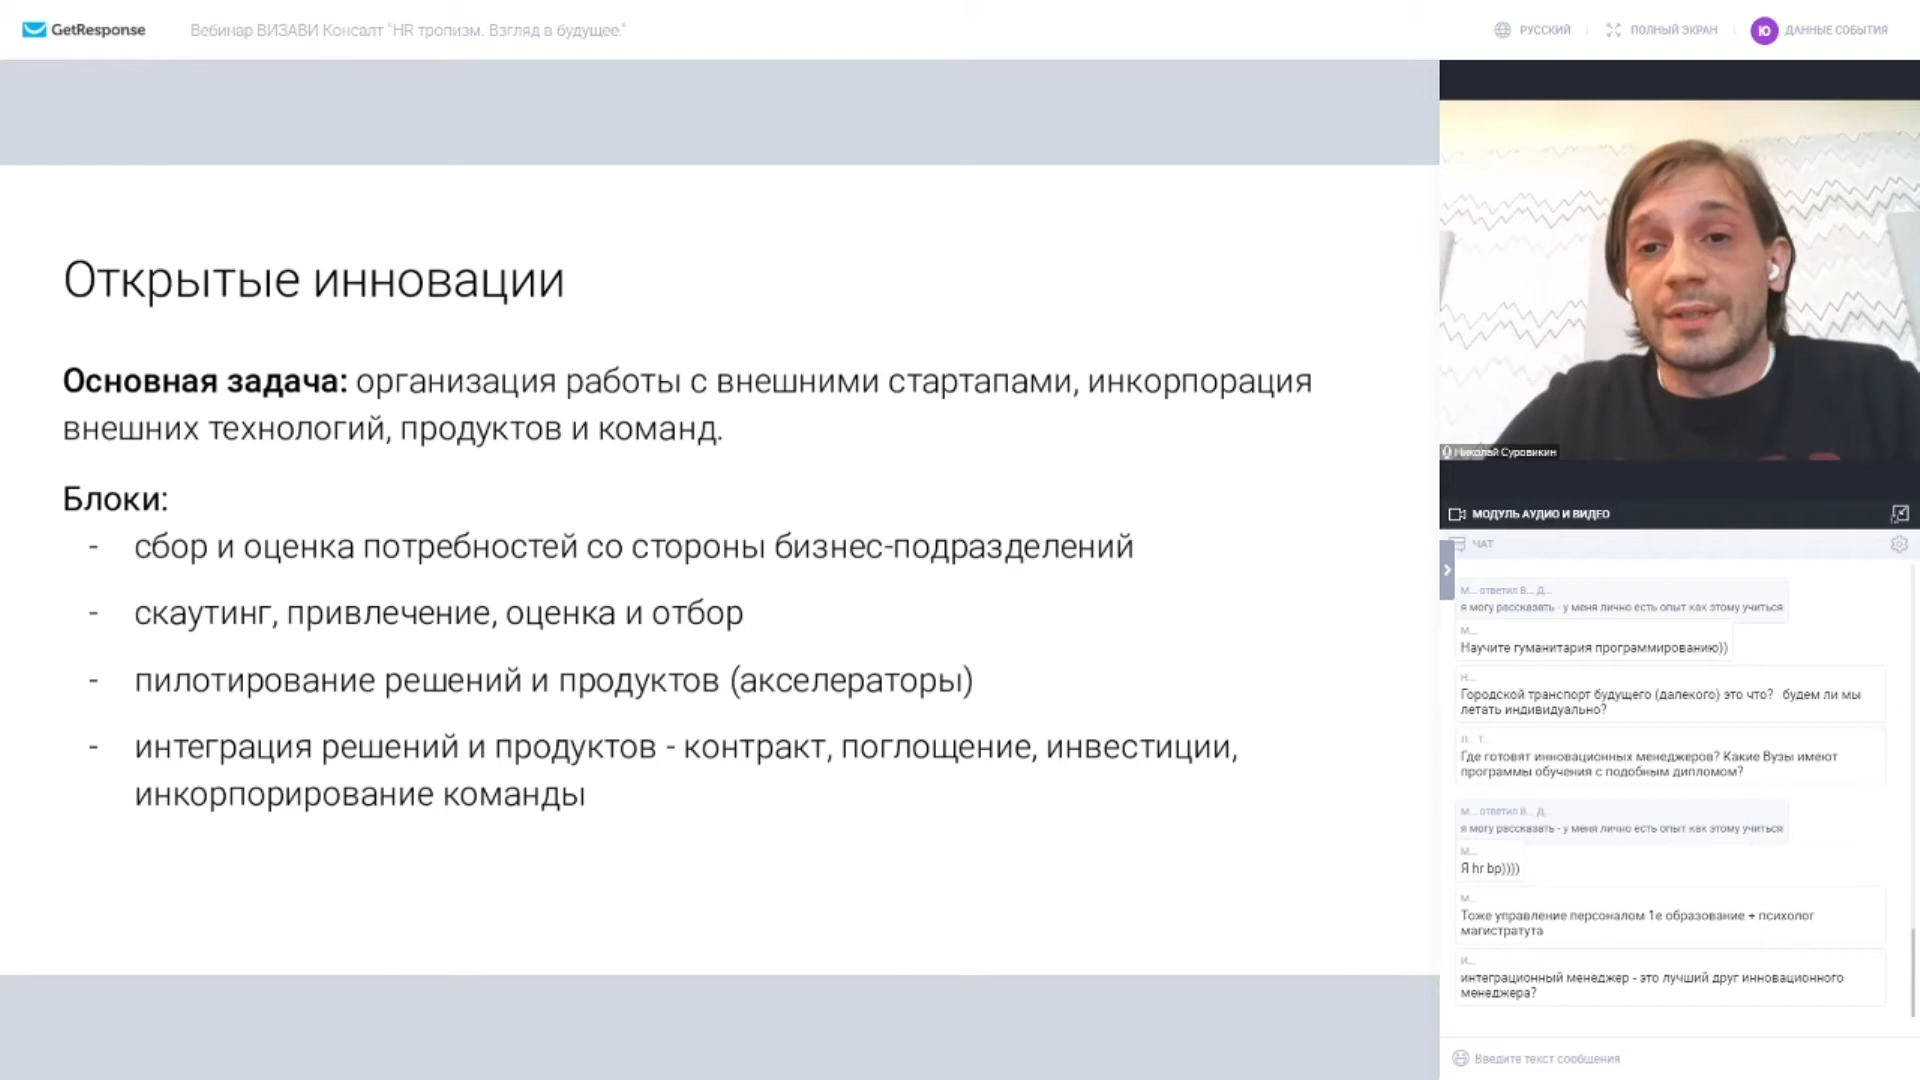 GetResponse
Вебинар ВИЗАВИ Консалт "HR тропизм. Взгляд в будущее."
РУССКИЙ
ПОЛНЫЙ ЭКРАН
Ю
ДАННЫЕ СОБЫТИЯ
Открытые инновации
Основная задача: организация работы с внешними стартапами, инкорпорация
внешних технологий, продуктов и команд.
Блоки:
- сбор и оценка потребностей со стороны бизнес-подразделений
- скаутинг, привлечение, оценка и отбор
- пилотирование решений и продуктов (акселераторы)
- интеграция решений и продуктов - контракт, поглощение, инвестиции,
инкорпорирование команды
Николай Суровикин
МОДУЛЬ АУДИО И ВИДЕО
ЧАТ
М... ответил В... Д...
я могу рассказать - у меня лично есть опыт как этому учиться
М...
Научите гуманитария программированию))
Н...
Городской транспорт будущего (далекого) это что? будем ли мы
летать индивидуально?
Л... Т...
Где готовят инновационных менеджеров? Какие Вузы имеют
программы обучения с подобным дипломом?
М... ответил В... Д...
я могу рассказать - у меня лично есть опыт как этому учиться
М...
Я hr bp))))
М...
Тоже управление персоналом 1е образование + психолог
магистратута
И...
интеграционный менеджер - это лучший друг инновационного
менеджера?
Введите текст сообщения